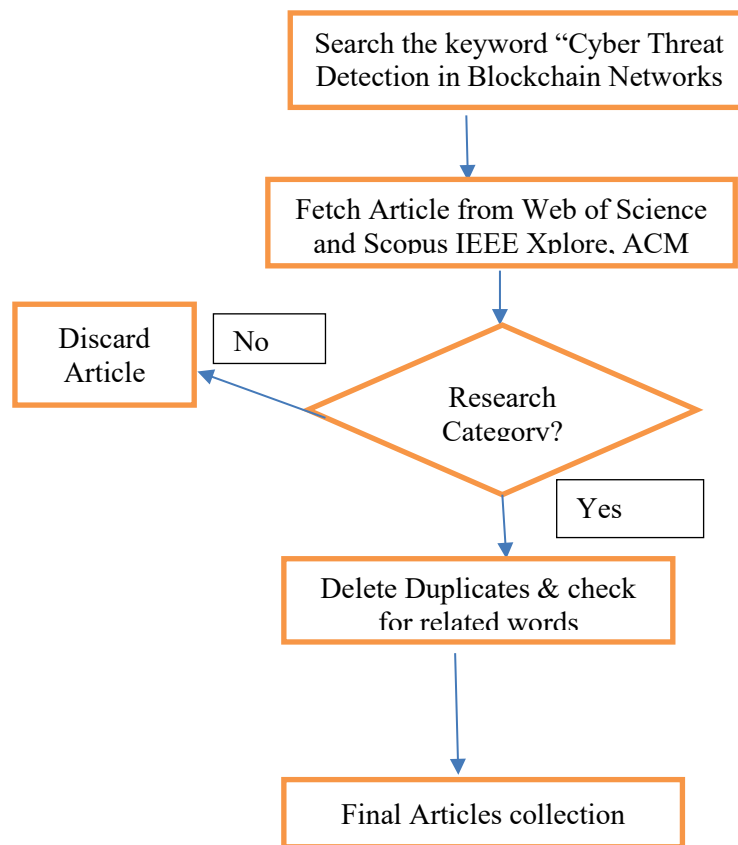 Search the keyword “Cyber Threat
Detection in Blockchain Networks
Fetch Article from Web of Science
and Scopus IEEE Xplore, ACM
Discard
Article
No
Research
Category?
Yes
Delete Duplicates & check
for related words
Final Articles collection